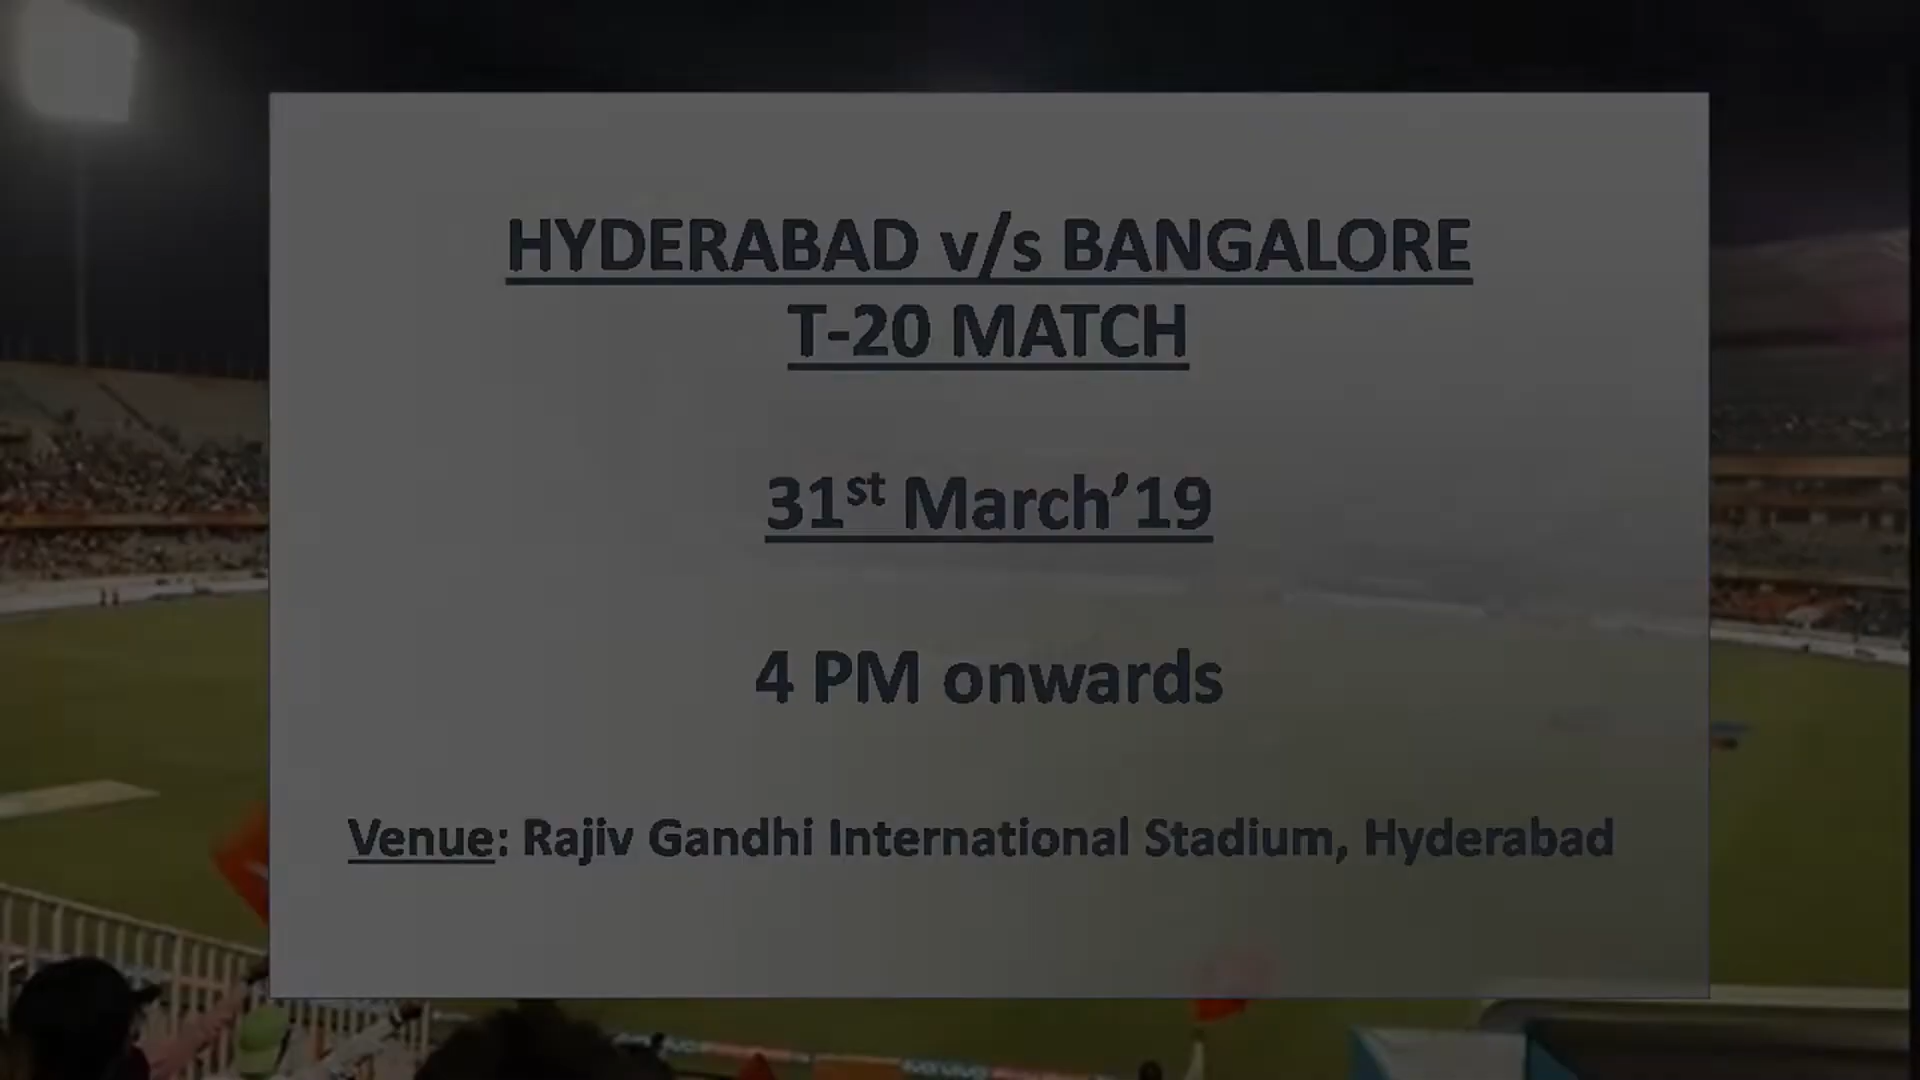 HYDERABAD v/s BANGALORE
T-20 MATCH
31st March’19
4 PM onwards
Venue: Rajiv Gandhi International Stadium, Hyderabad